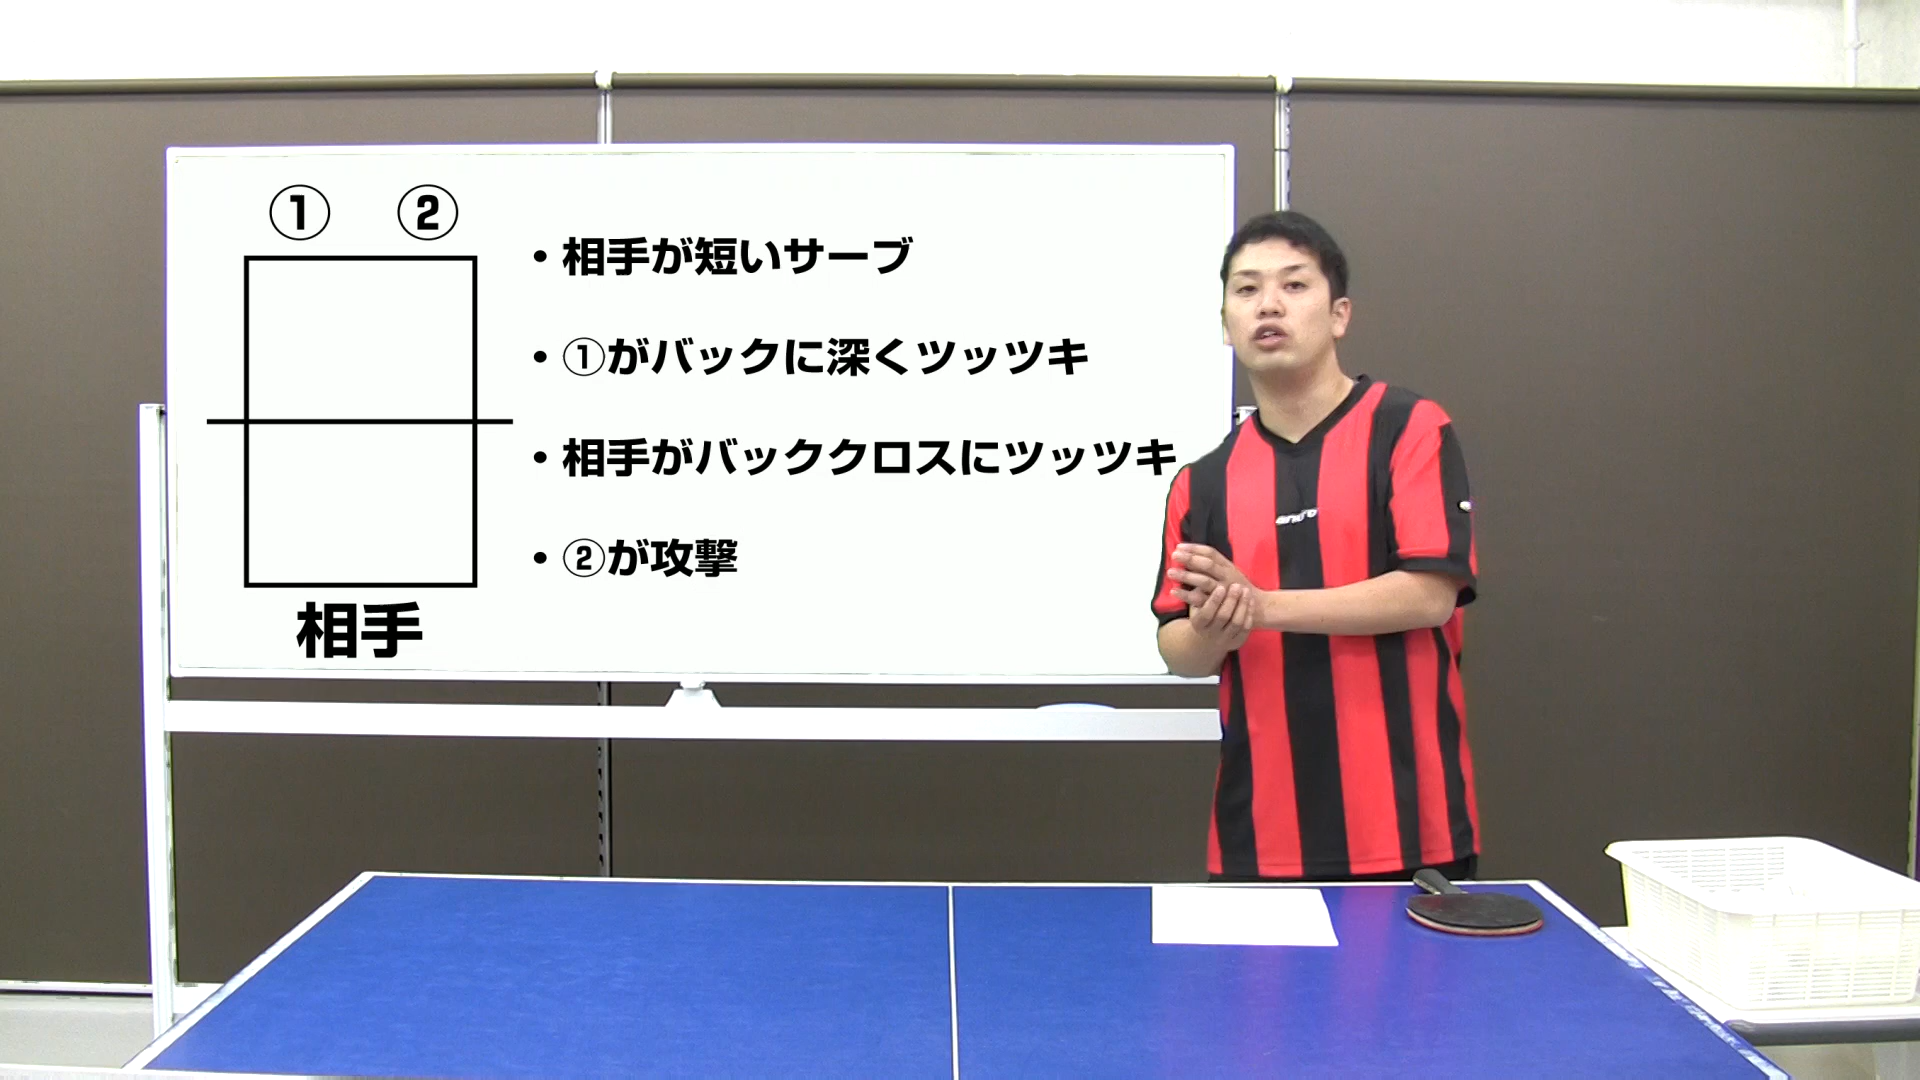 ① ②
・相手が短いサーブ
・①がバックに深くツッツキ
・相手がバッククロスにツッツキ
・②が攻撃
相手